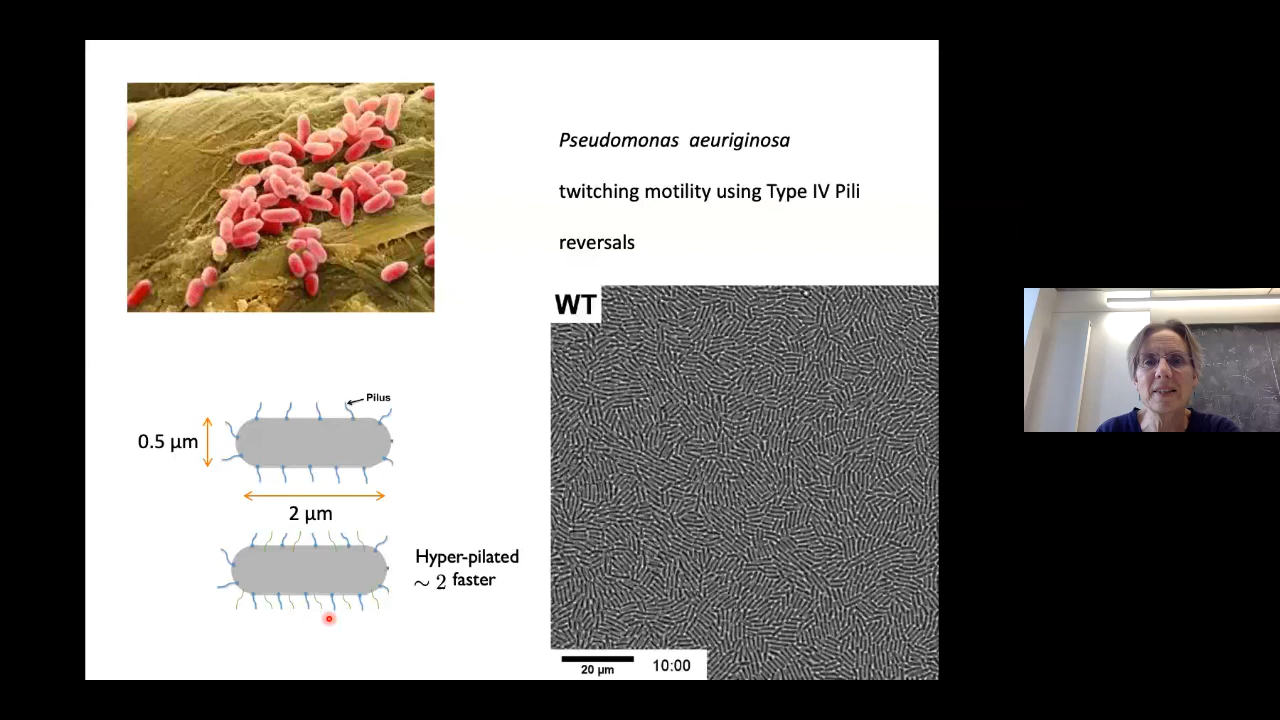 Pseudomonas aeuriginosa
twitching motility using Type IV Pili
reversals
WT
Pilus
0.5 µm
2 µm
Hyper-pilated
~ 2 faster
20 µm
10:00